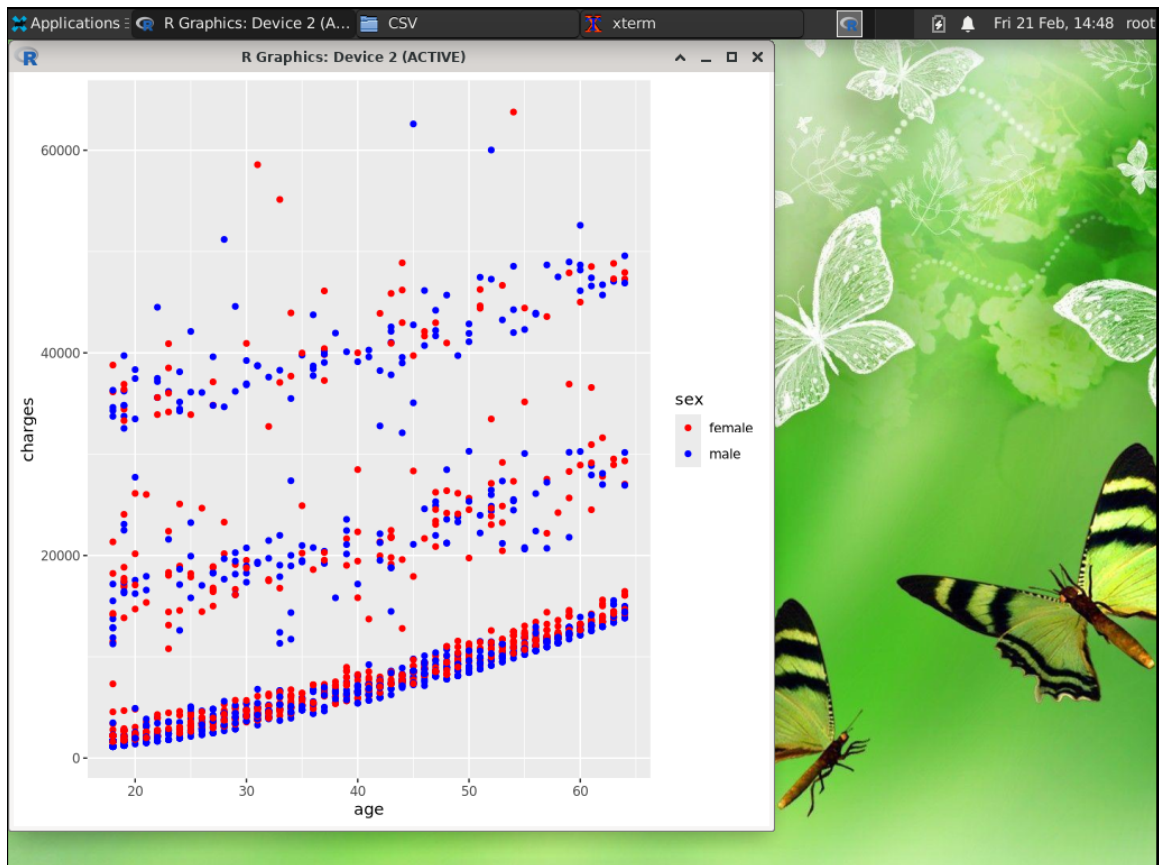 Applications
R Graphics: Device 2 (A...
CSV
xterm
Fri 21 Feb, 14:48
root
R Graphics: Device 2 (ACTIVE)
60000
40000
20000
0
charges
20 30 40 50 60
age
sex
female
male